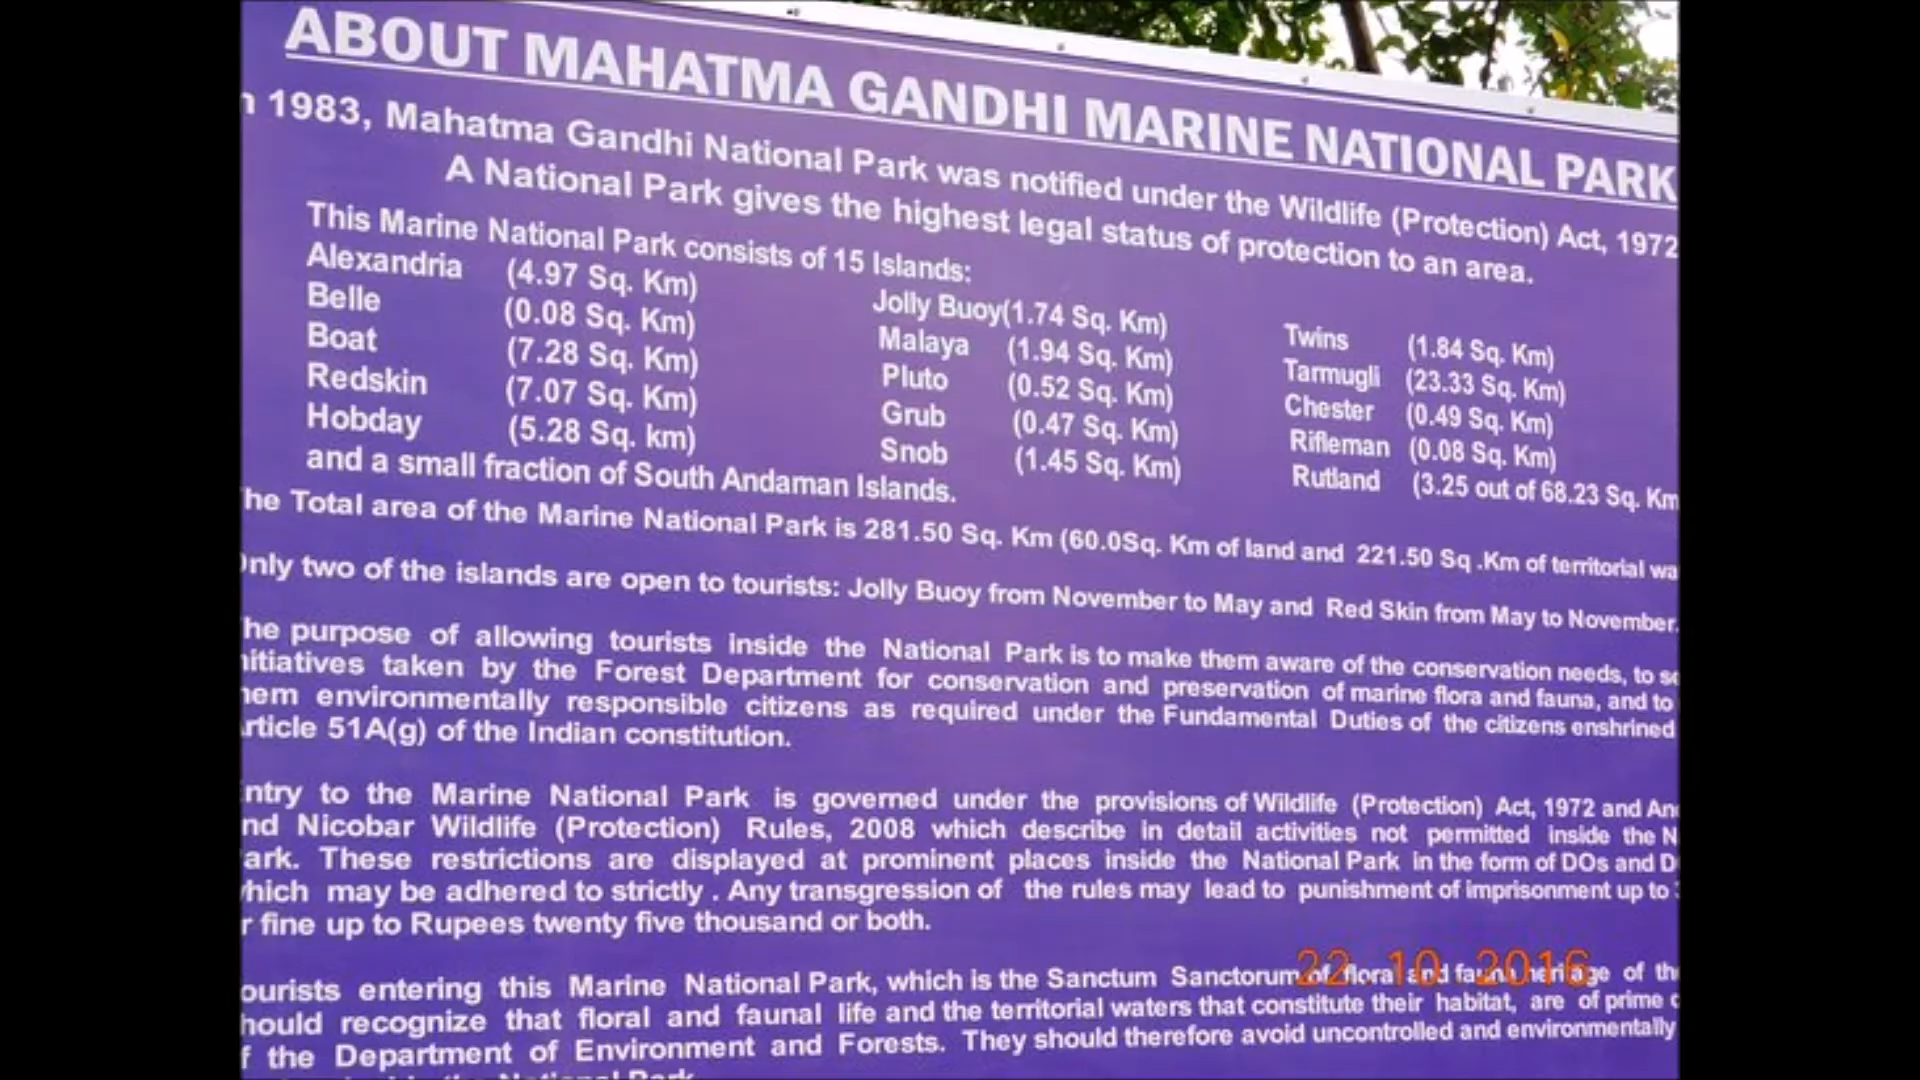 ABOUT MAHATMA GANDHI MARINE NATIONAL PARK
1983, Mahatma Gandhi National Park was notified under the Wildlife (Protection) Act, 1972
A National Park gives the highest legal status of protection to an area.
This Marine National Park consists of 15 Islands:
Alexandria (4.97 Sq. Km)
Belle (0.08 Sq. Km)
Boat (7.28 Sq. Km)
Redskin (7.07 Sq. Km)
Hobday (5.28 Sq. km)
Jolly Buoy(1.74 Sq. Km)
Malaya (1.94 Sq. Km)
Pluto (0.52 Sq. Km)
Grub (0.47 Sq. Km)
Snob (1.45 Sq. Km)
Twins (1.84 Sq. Km)
Tarmugli (23.33 Sq. Km)
Chester (0.49 Sq. Km)
Rifleman (0.08 Sq. Km)
Rutland (3.25 out of 68.23 Sq. Km
and a small fraction of South Andaman Islands.
he Total area of the Marine National Park is 281.50 Sq. Km (60.0Sq. Km of land and 221.50 Sq .Km of territorial wa
nly two of the islands are open to tourists: Jolly Buoy from November to May and Red Skin from May to November.
he purpose of allowing tourists inside the National Park is to make them aware of the conservation needs, to
nitiatives taken by the Forest Department for conservation and preservation of marine flora and fauna, and to
hem environmentally responsible citizens as required under the Fundamental Duties of the citizens enshrined
rticle 51A(g) of the Indian constitution.
ntry to the Marine National Park is governed under the provisions of Wildlife (Protection) Act, 1972 and An
nd Nicobar Wildlife (Protection) Rules, 2008 which describe in detail activities not permitted inside the N
ark. These restrictions are displayed at prominent places inside the National Park in the form of DOs and D
hich may be adhered to strictly . Any transgression of the rules may lead to punishment of imprisonment up to
r fine up to Rupees twenty five thousand or both.
ourists entering this Marine National Park, which is the Sanctum Sanctorum of floral and fauna heritage of th
hould recognize that floral and faunal life and the territorial waters that constitute their habitat, are of prime
f the Department of Environment and Forests. They should therefore avoid uncontrolled and environmentally
National Park
22.10.2016